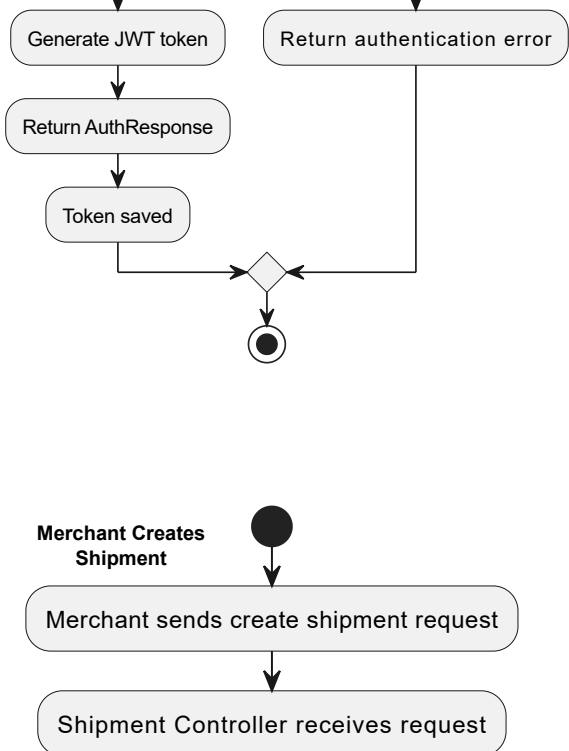 Generate JWT token
Return authentication error
Return AuthResponse
Token saved
Merchant Creates
Shipment
Merchant sends create shipment request
Shipment Controller receives request